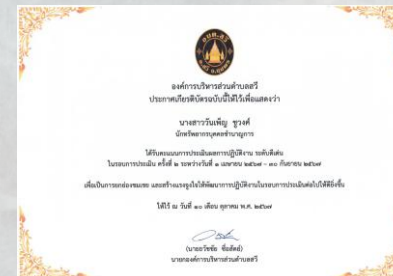 อบต.สวี
องค์การบริหารส่วนตำบลสวี
ประกาศเกียรติบัตรฉบับนี้ให้ไว้เพื่อแสดงว่า
นางสาววันเพ็ญ ชูวงศ์
นักทรัพยากรบุคคลชำนาญการ
ได้รับคะแนนการประเมินผลการปฏิบัติงาน ระดับดีเด่น
ในรอบการประเมิน ครั้งที่ ๒ ระหว่างวันที่ ๑ เมษายน ๒๕๖๗ – ๓๐ กันยายน ๒๕๖๗
เพื่อเป็นการยกย่องชมเชย และสร้างแรงจูงใจให้พัฒนาการปฏิบัติงานในรอบการประเมินต่อไปให้ดียิ่งขึ้น
ให้ไว้ ณ วันที่ ๑๐ เดือน ตุลาคม พ.ศ. ๒๕๖๗
(นายธวัชชัย ซื่อสัตย์)
นายกองค์การบริหารส่วนตำบลสวี